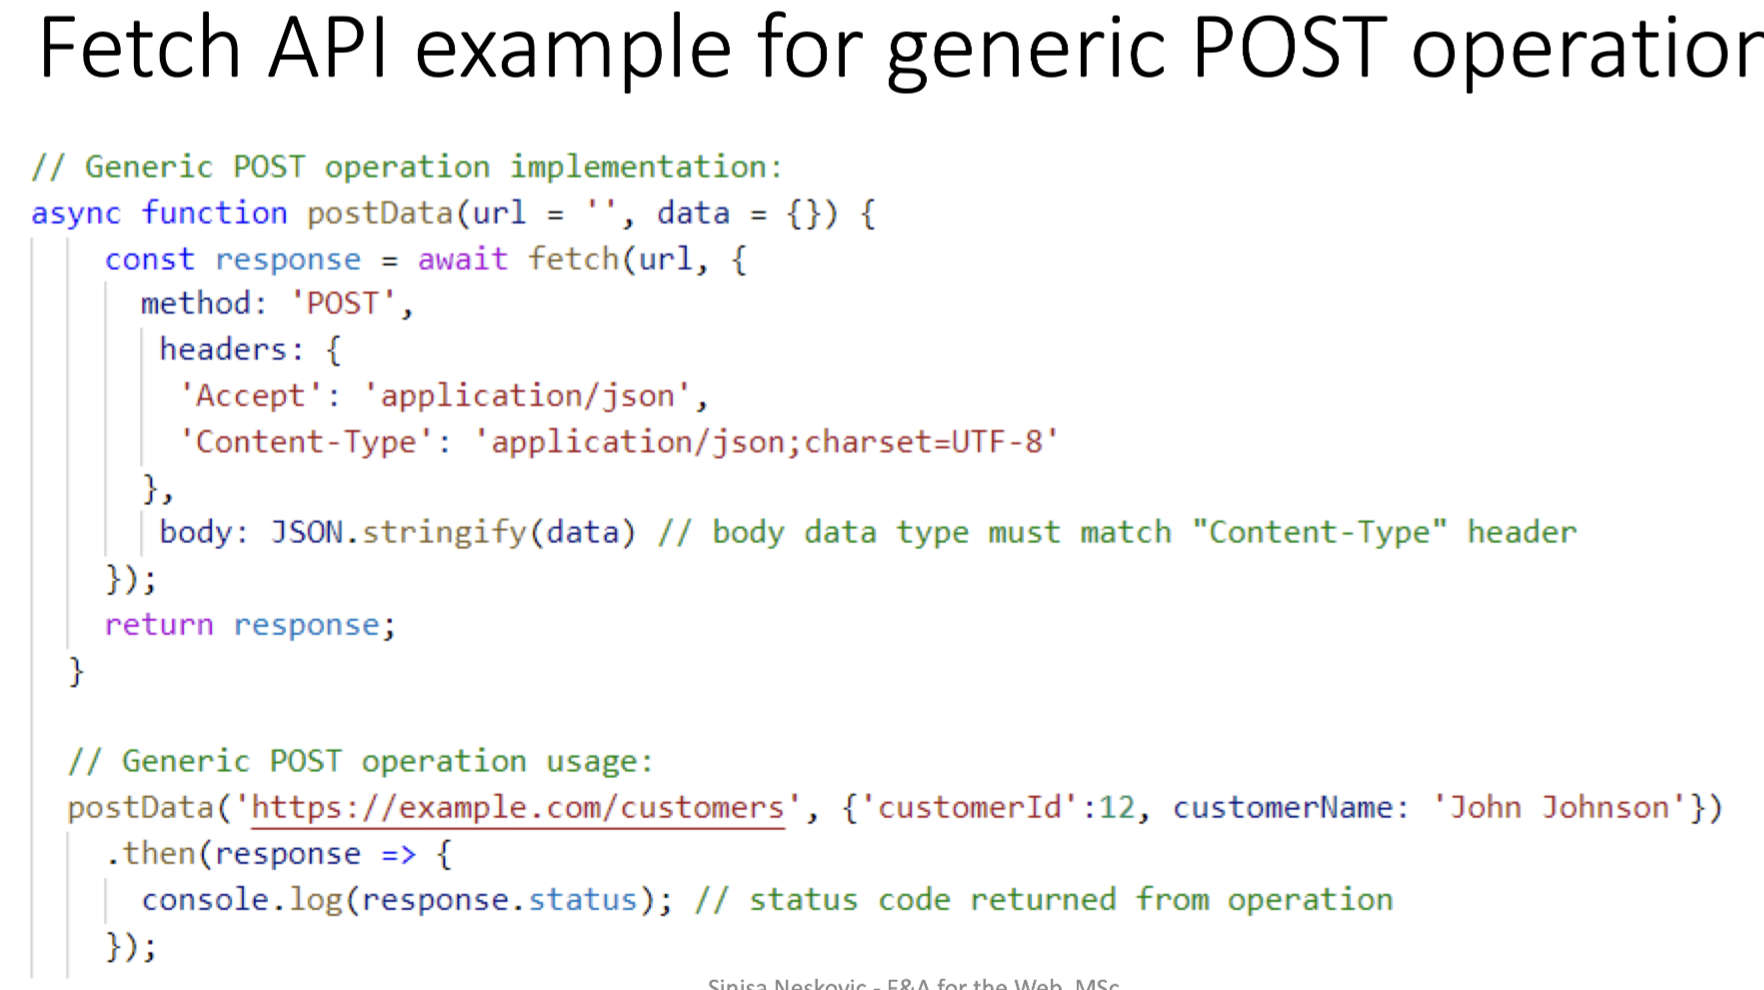 Fetch API example for generic POST operation
// Generic POST operation implementation:
async function postData(url = '', data = {}) {
const response = await fetch(url, {
method: 'POST',
headers: {
'Accept': 'application/json',
'Content-Type': 'application/json;charset=UTF-8'
},
body: JSON.stringify(data) // body data type must match "Content-Type" header
});
return response;
}
// Generic POST operation usage:
postData('https://example.com/customers', {'customerId':12, customerName: 'John Johnson'})
.then(response => {
console.log(response.status); // status code returned from operation
});
Sinisa Neskovic - E&A for the Web, MSc